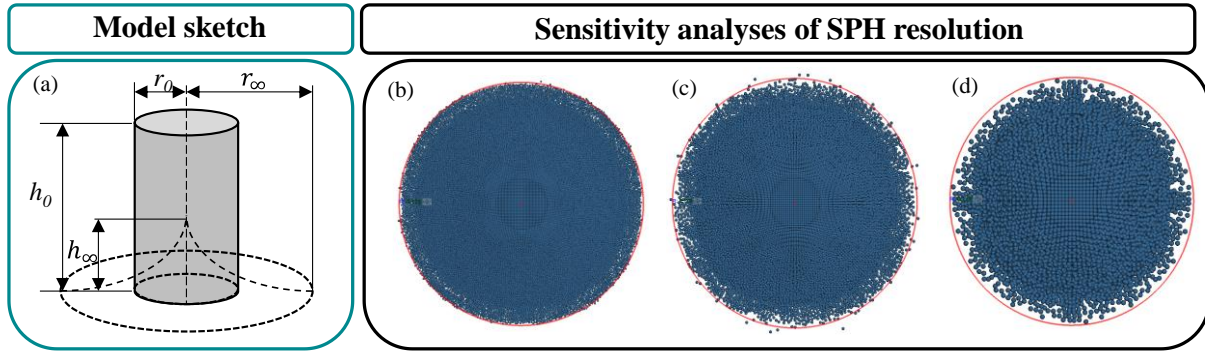 Model sketch
Sensitivity analyses of SPH resolution
(a)
r₀
r∞
h₀
h∞
(b)
(c)
(d)